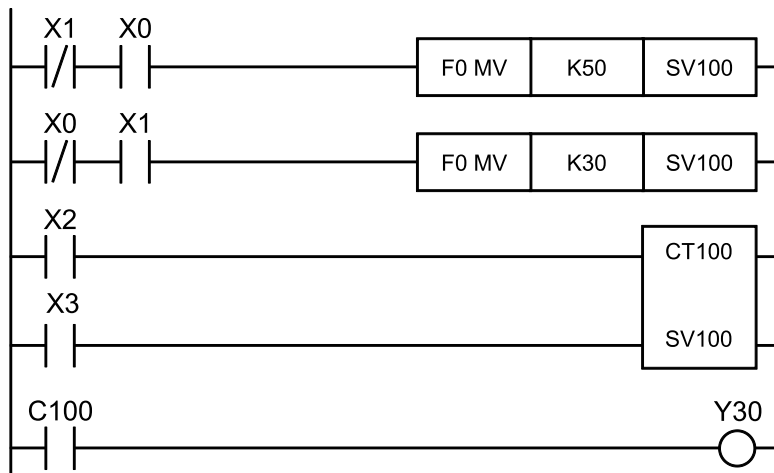 X1 X0
F0 MV K50 SV100
X0 X1
F0 MV K30 SV100
X2
CT100
X3
SV100
C100 Y30